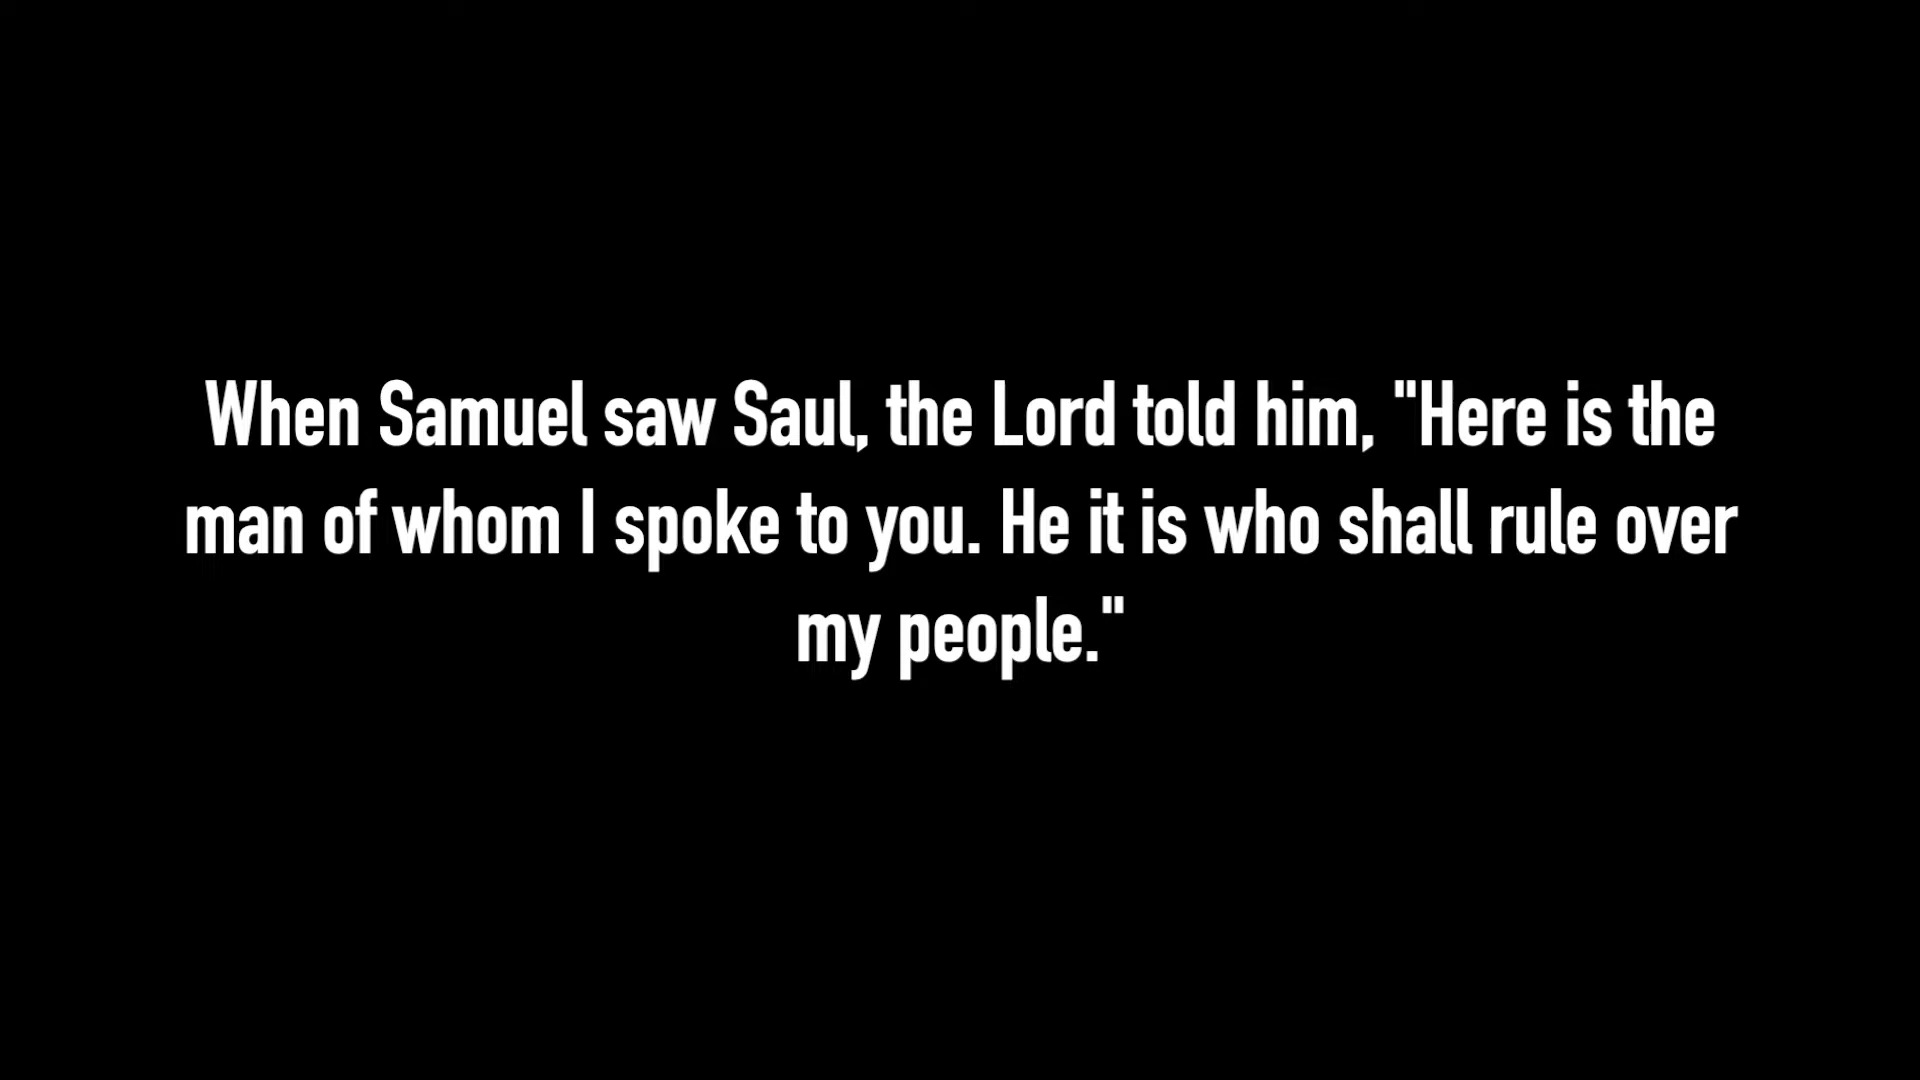 When Samuel saw Saul, the Lord told him, "Here is the
man of whom I spoke to you. He it is who shall rule over
my people."